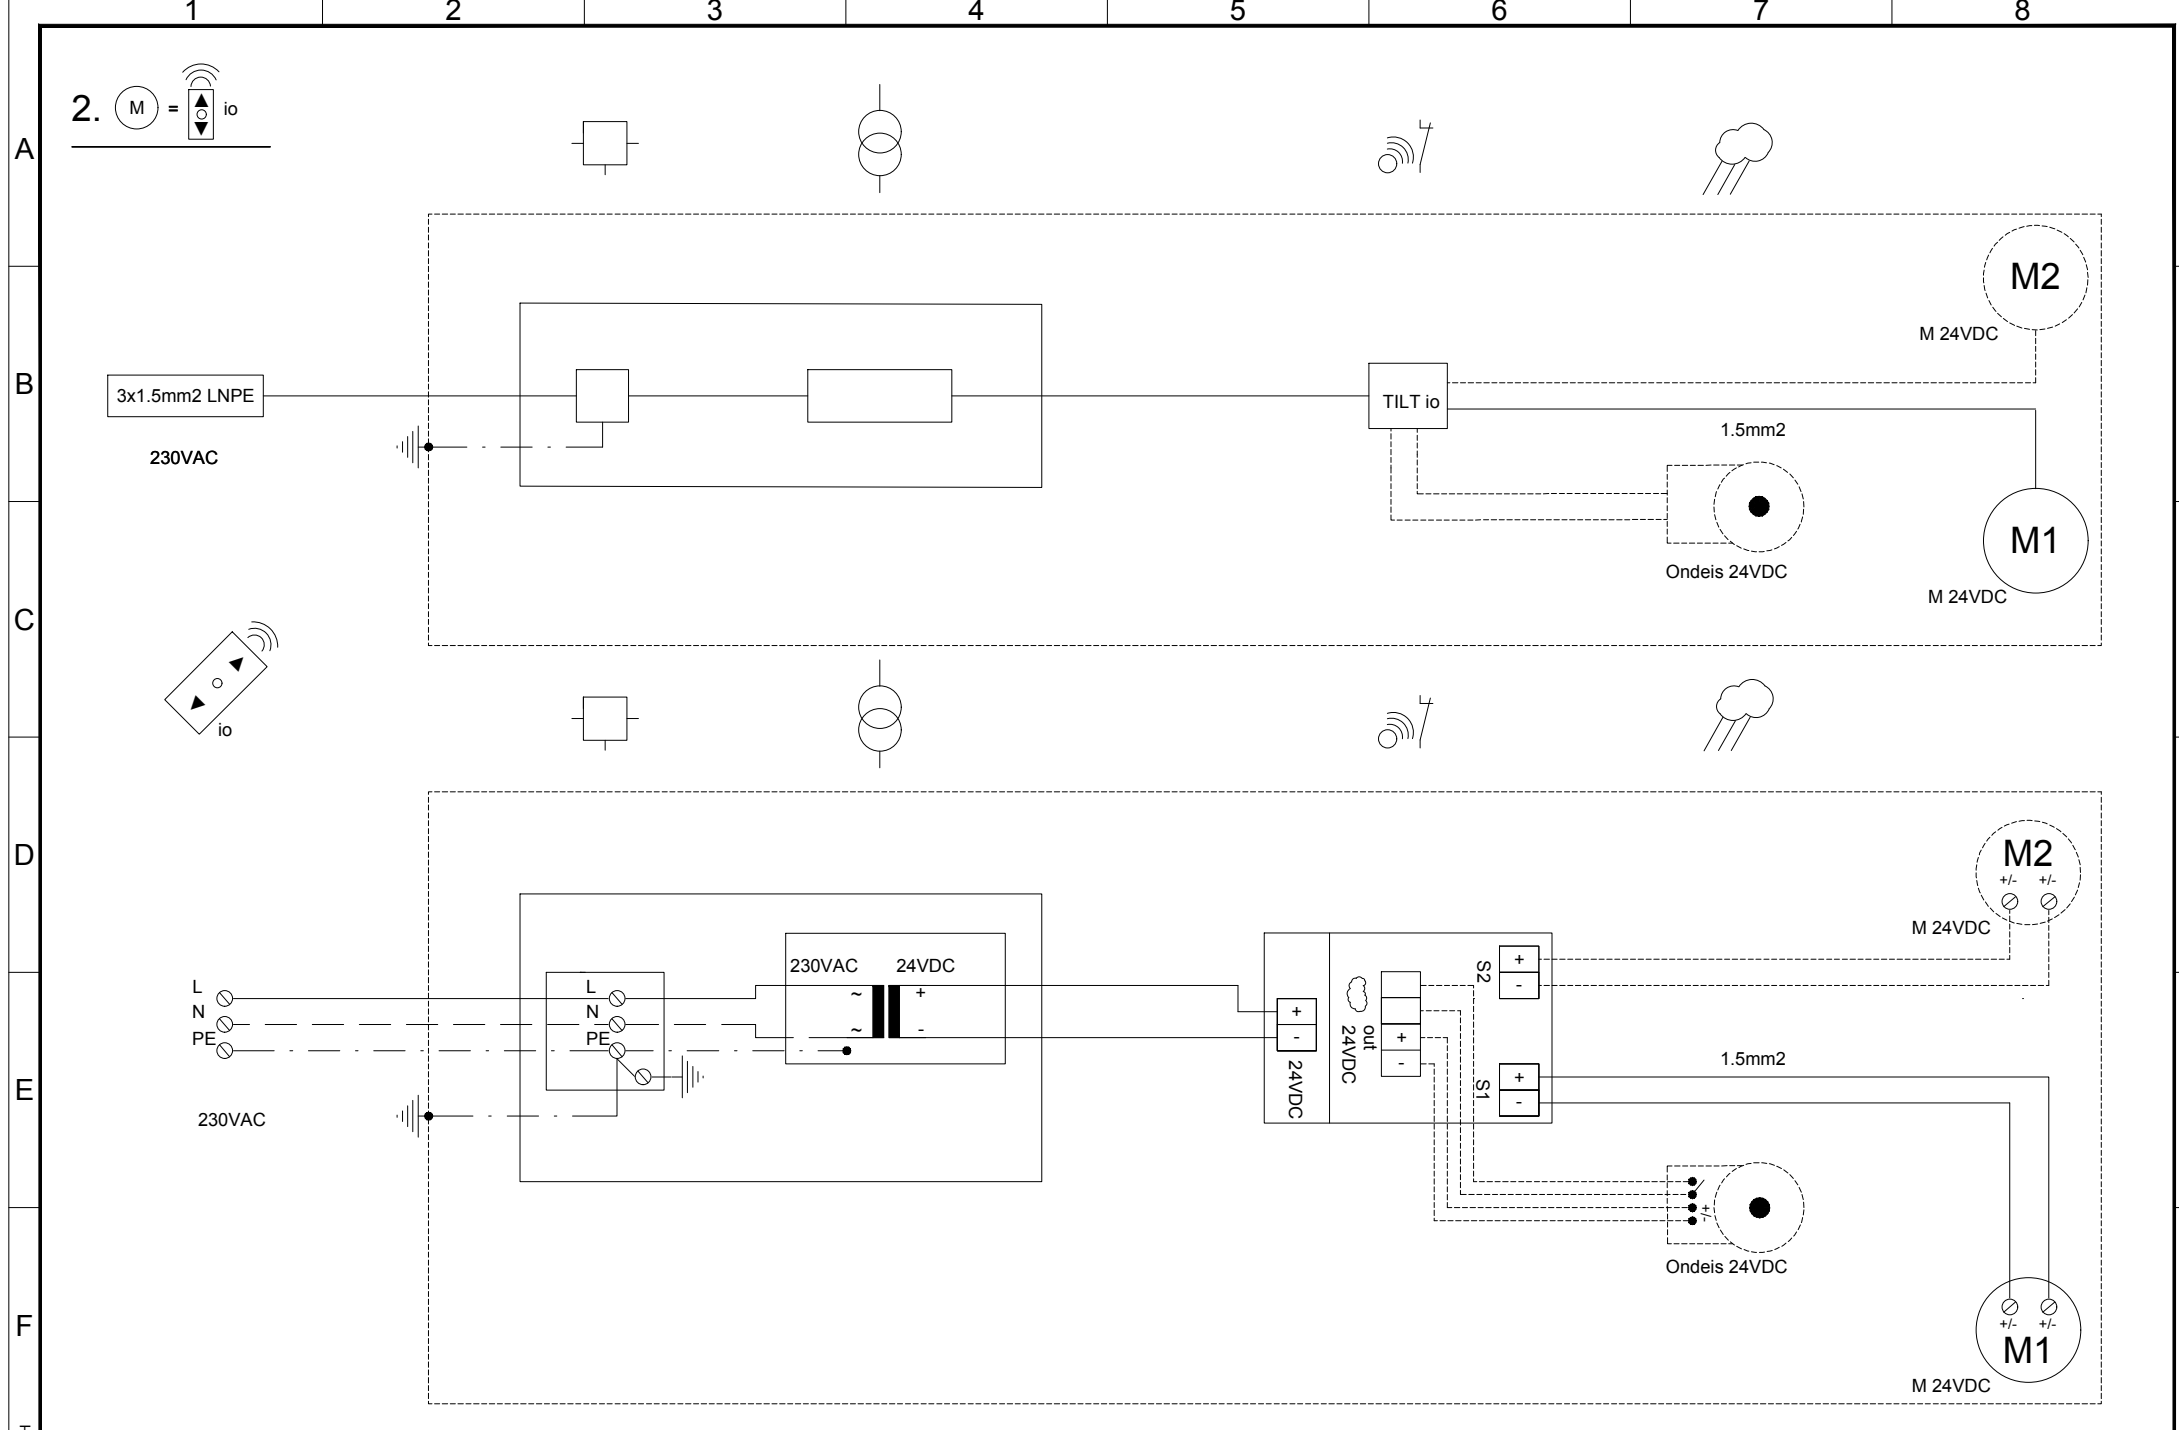 1 2 3 4 5 6 7 8
2. M = io
A
M2
M 24VDC
B
3x1.5mm2 LNPE
TILT io
1.5mm2
230VAC
M1
Ondeis 24VDC
M 24VDC
C
io
D
M2
+/- +/-
M 24VDC
230VAC 24VDC
S2
+
-
L
N
PE
L
N
PE
~
~
+
-
+
-
24VDC
out
24VDC
+
-
S1
+
-
1.5mm2
E
230VAC
+
-
Ondeis 24VDC
F
+/- +/-
M1
M 24VDC